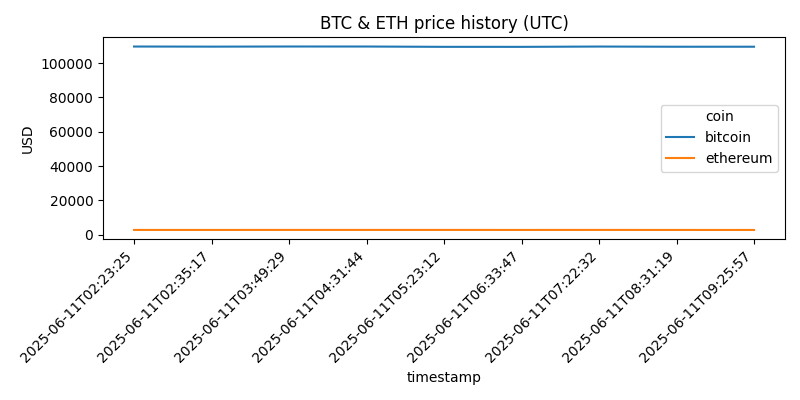 BTC & ETH price history (UTC)
USD
100000
80000
60000
40000
20000
0
coin
bitcoin
ethereum
2025-06-11T02:23:25
2025-06-11T02:35:17
2025-06-11T03:49:29
2025-06-11T04:31:44
2025-06-11T05:23:12
2025-06-11T06:33:47
2025-06-11T07:22:32
2025-06-11T08:31:19
2025-06-11T09:25:57
timestamp